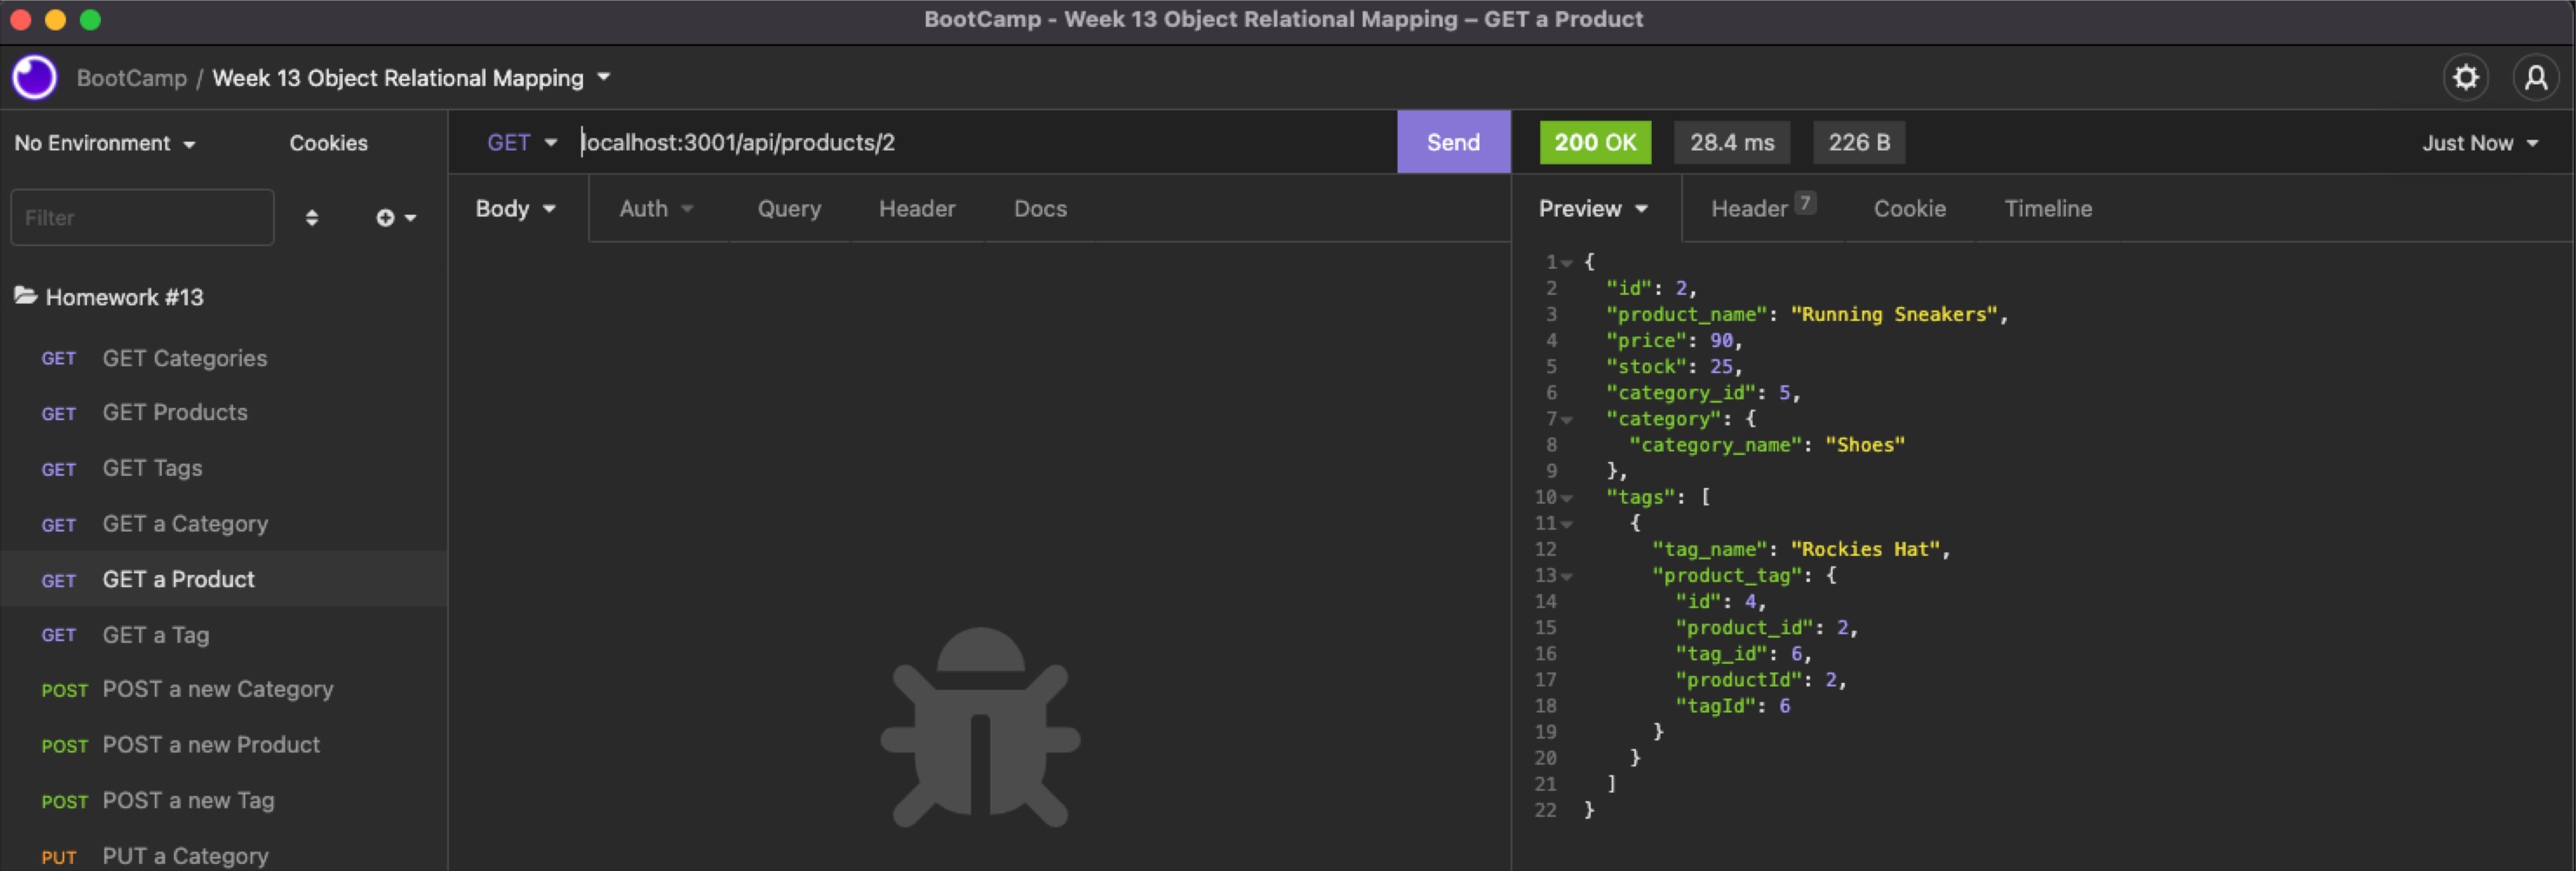 BootCamp - Week 13 Object Relational Mapping – GET a Product
BootCamp / Week 13 Object Relational Mapping
No Environment
Cookies
Filter
Homework #13
GET GET Categories
GET GET Products
GET GET Tags
GET GET a Category
GET GET a Product
GET GET a Tag
POST POST a new Category
POST POST a new Product
POST POST a new Tag
PUT PUT a Category
GET localhost:3001/api/products/2 Send
Body Auth Query Header Docs
200 OK 28.4 ms 226 B Just Now
Preview Header 7 Cookie Timeline
1 {
2 "id": 2,
3 "product_name": "Running Sneakers",
4 "price": 90,
5 "stock": 25,
6 "category_id": 5,
7 "category": {
8 "category_name": "Shoes"
9 },
10 "tags": [
11 {
12 "tag_name": "Rockies Hat",
13 "product_tag": {
14 "id": 4,
15 "product_id": 2,
16 "tag_id": 6,
17 "productId": 2,
18 "tagId": 6
19 }
20 }
21 ]
22 }